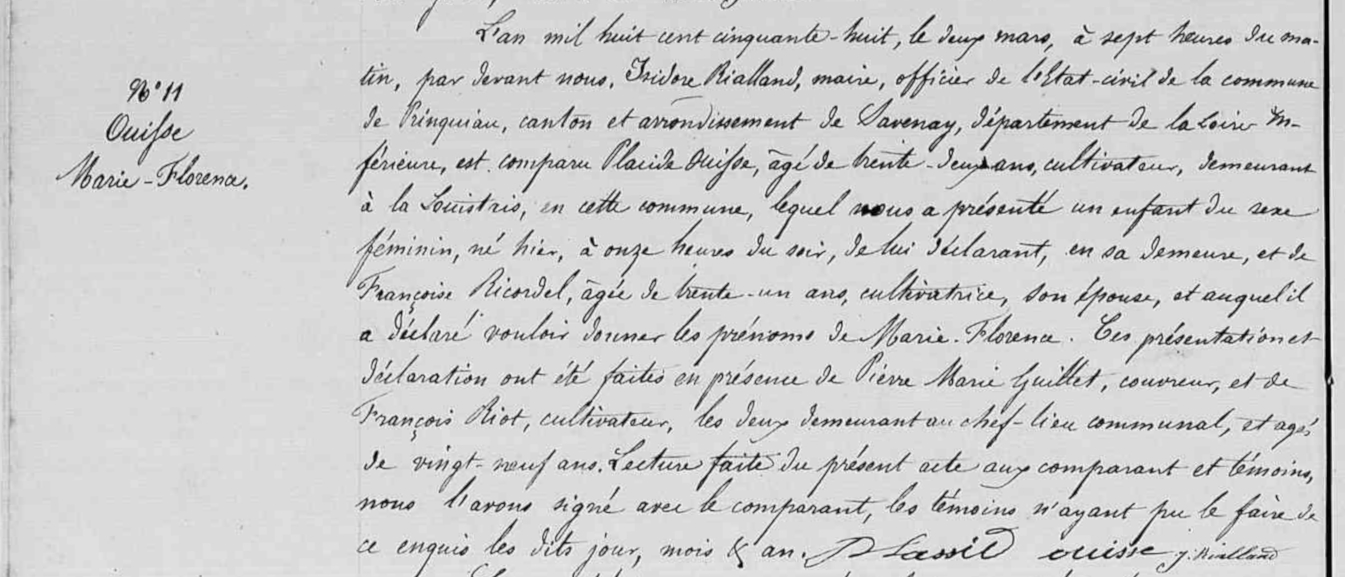 N° 11
Ouisse
Marie-Florence.
L'an mil huit cent cinquante-huit, le deux mars, à sept heures du ma-
tin, par devant nous, Isidore Rialland, maire, officier de l'Etat-civil de la commune
de Prinquiau, canton et arrondissement de Savenay, département de la Loire In-
férieure, est comparu Placide Ouisse, âgé de trente-deux ans, cultivateur, demeurant
à la, en cette commune, lequel nous a présenté un enfant du sexe
féminin, né hier, à onze heures du soir, de lui déclarant, en sa demeure, et de
Françoise Ricordel, âgée de trente-un ans, cultivatrice, son épouse, et auquel il
a déclaré vouloir donner les prénoms de Marie-Florence. Ces présentation et
déclaration ont été faites en présence de Pierre Marie Guillet, couvreur, et de
François Riot, cultivateur, les deux demeurant au chef-lieu communal, et agés
de vingt-neuf ans. Lecture faite du présent acte aux comparant et témoins,
nous l'avons signé avec le comparant, les témoins n'ayant pu le faire de
ce enquis les dits jour, mois & an. Plassid ouisse J. Rialland